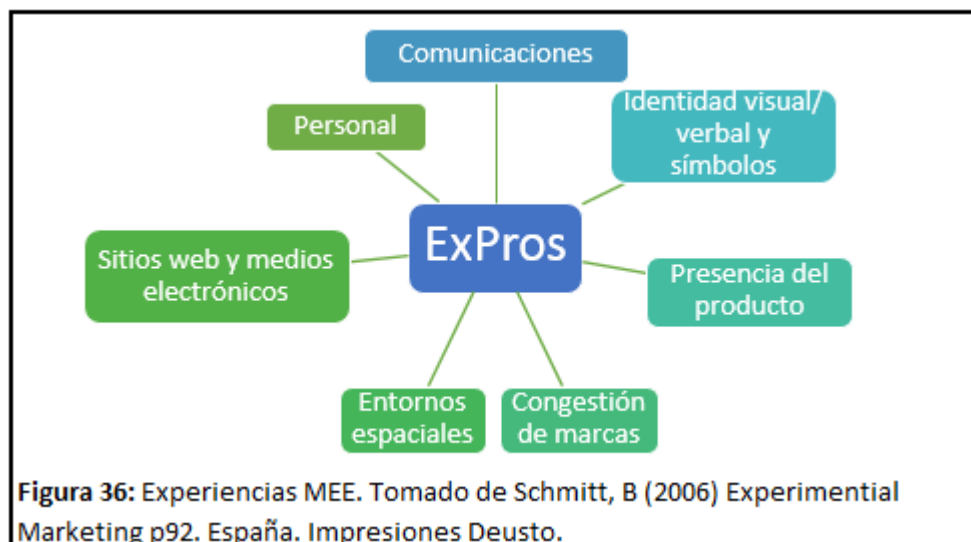 Comunicaciones
Identidad visual/
verbal y
símbolos
Personal
ExPros
Sitios web y medios
electrónicos
Presencia del
producto
Entornos
espaciales
Congestión
de marcas
Figura 36: Experiencias MEE. Tomado de Schmitt, B (2006) Experimential
Marketing p92. España. Impresiones Deusto.